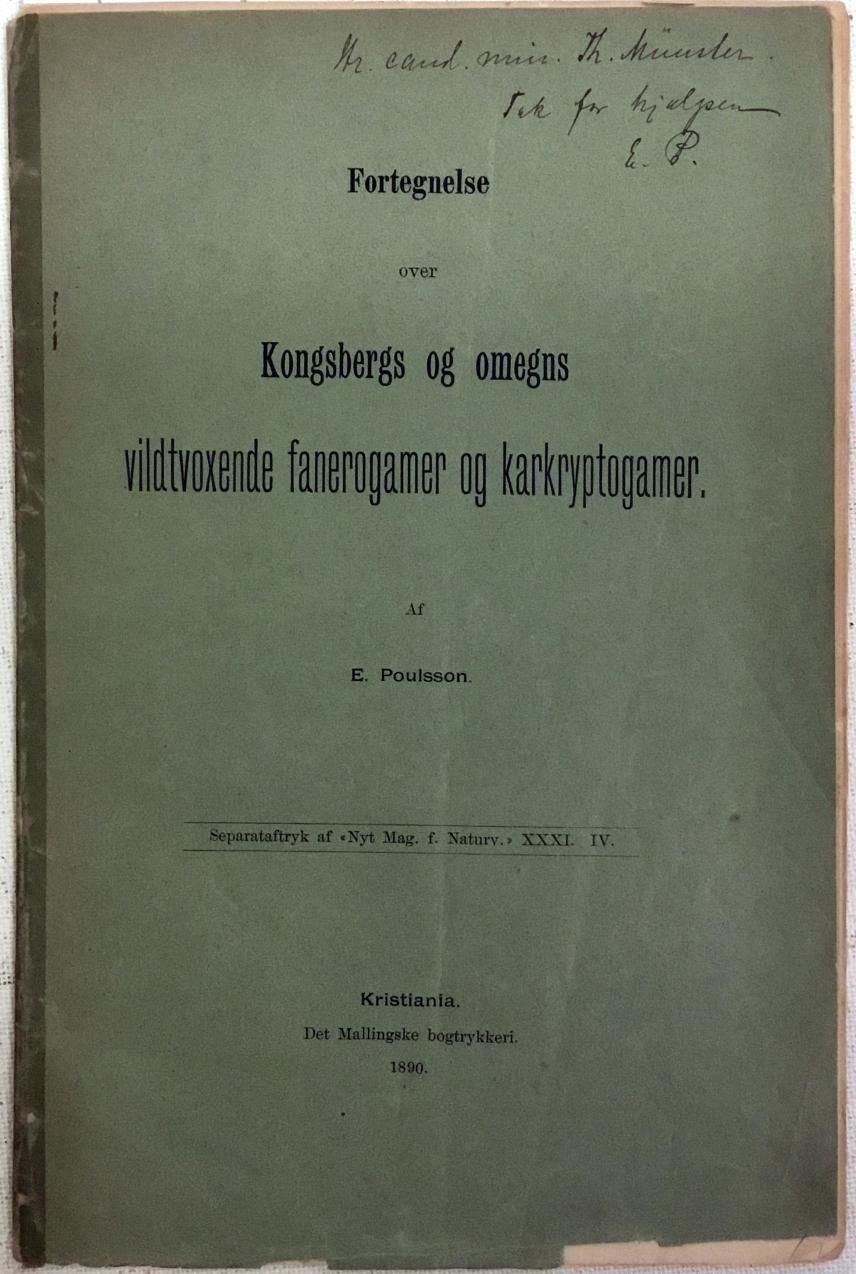 Hr. cand. min. Th. Münster.
Tak for hjælpen
E. P.
Fortegnelse
over
Kongsbergs og omegns
vildtvoxende fanerogamer og karkryptogamer.
Af
E. Poulsson.
Separataftryk af «Nyt Mag. f. Naturv.» XXXI. IV.
Kristiania.
Det Mallingske bogtrykkeri.
1890.